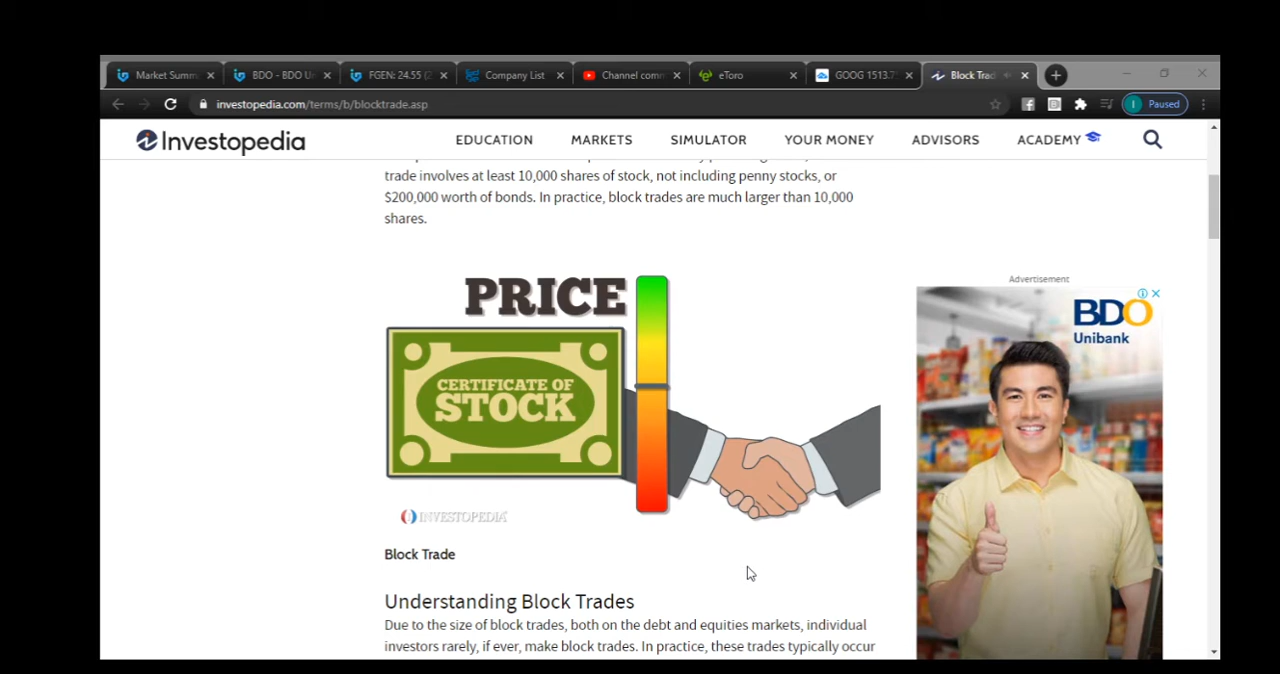 Market Summ
BDO - BDO U
FGEN: 24.55 (
Company List
Channel comm
eToro
GOOG 1513.7
Block Trad
investopedia.com/terms/b/blocktrade.asp
Paused
Investopedia
EDUCATION
MARKETS
SIMULATOR
YOUR MONEY
ADVISORS
ACADEMY
trade involves at least 10,000 shares of stock, not including penny stocks, or
$200,000 worth of bonds. In practice, block trades are much larger than 10,000
shares.
Advertisement
PRICE
CERTIFICATE OF
STOCK
INVESTOPEDIA
BDO
Unibank
Block Trade
Understanding Block Trades
Due to the size of block trades, both on the debt and equities markets, individual
investors rarely, if ever, make block trades. In practice, these trades typically occur